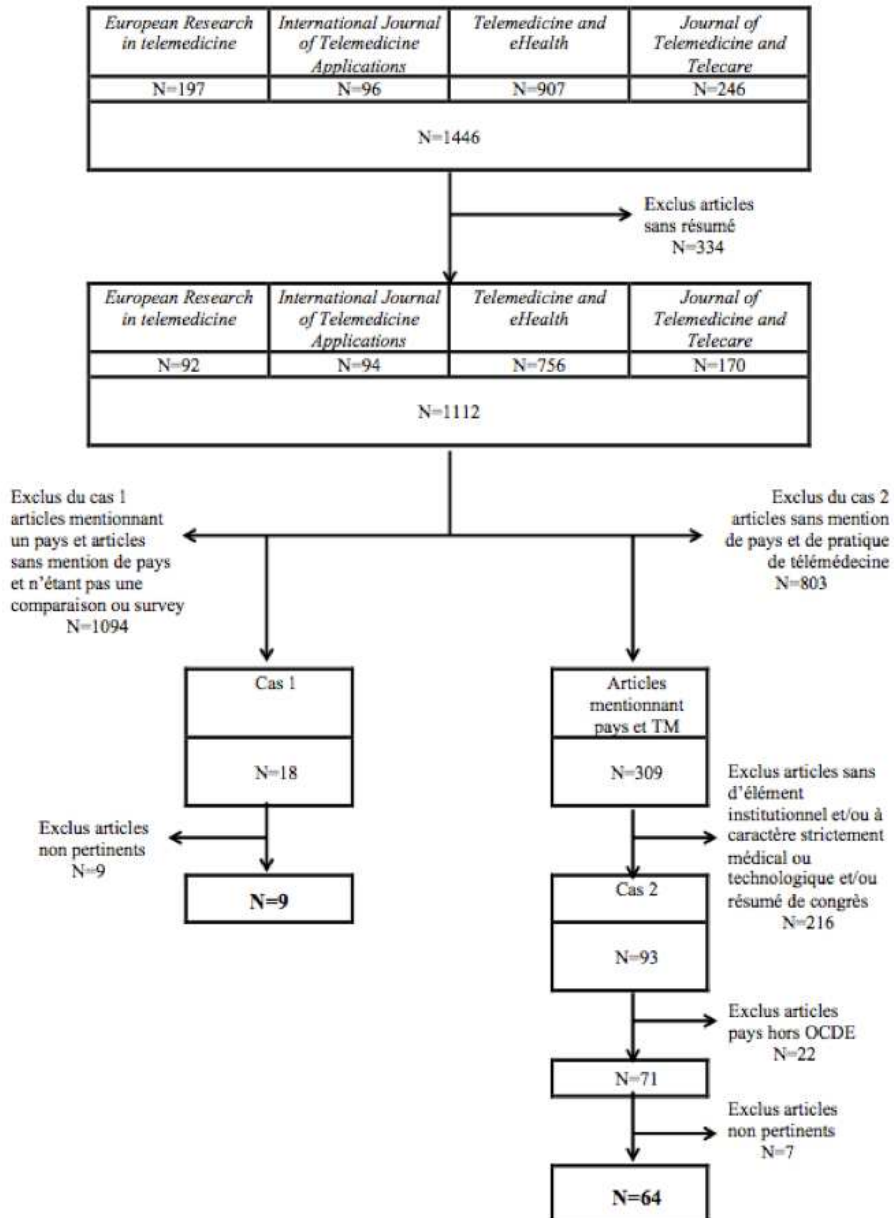 European Research
in telemedicine
International Journal
of Telemedicine
Applications
Telemedicine and
eHealth
Journal of
Telemedicine and
Telecare
N=197
N=96
N=907
N=246
N=1446
Exclus articles
sans résumé
N=334
European Research
in telemedicine
International Journal
of Telemedicine
Applications
Telemedicine and
eHealth
Journal of
Telemedicine and
Telecare
N=92
N=94
N=756
N=170
N=1112
Exclus du cas 1
articles mentionnant
un pays et articles
sans mention de pays
et n'étant pas une
comparaison ou survey
N=1094
Exclus du cas 2
articles sans mention
de pays et de pratique
de télémédecine
N=803
Cas 1
N=18
Articles
mentionnant
pays et TM
N=309
Exclus articles
non pertinents
N=9
Exclus articles sans
d'élément
institutionnel et/ou à
caractère strictement
médical ou
technologique et/ou
résumé de congrès
N=216
N=9
Cas 2
N=93
Exclus articles
pays hors OCDE
N=22
N=71
Exclus articles
non pertinents
N=7
N=64